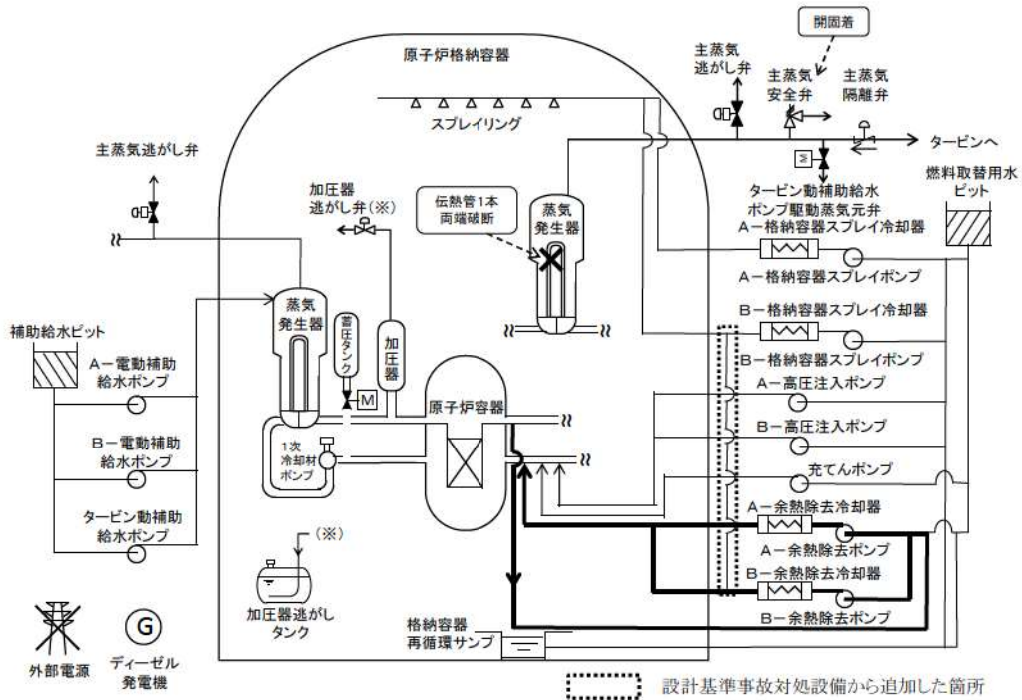 開固着
原子炉格納容器
主蒸気
逃がし弁
主蒸気
安全弁
主蒸気
隔離弁
タービンへ
スプレイリング
主蒸気逃がし弁
加圧器
逃がし弁(※)
伝熱管1本
両端破断
蒸気
発生器
M
タービン動補助給水
ポンプ駆動蒸気元弁
燃料取替用水
ピット
A-格納容器スプレイ冷却器
A-格納容器スプレイポンプ
補助給水ピット
蒸気
発生器
蓄圧タンク
加圧器
M
原子炉容器
B-格納容器スプレイ冷却器
B-格納容器スプレイポンプ
A-電動補助
給水ポンプ
A-高圧注入ポンプ
B-高圧注入ポンプ
B-電動補助
給水ポンプ
1次
冷却材
ポンプ
充てんポンプ
A-余熱除去冷却器
A-余熱除去ポンプ
タービン動補助
給水ポンプ
(※)
B-余熱除去冷却器
B-余熱除去ポンプ
加圧器逃がし
タンク
格納容器
再循環サンプ
外部電源
G
ディーゼル
発電機
設計基準事故対処設備から追加した箇所